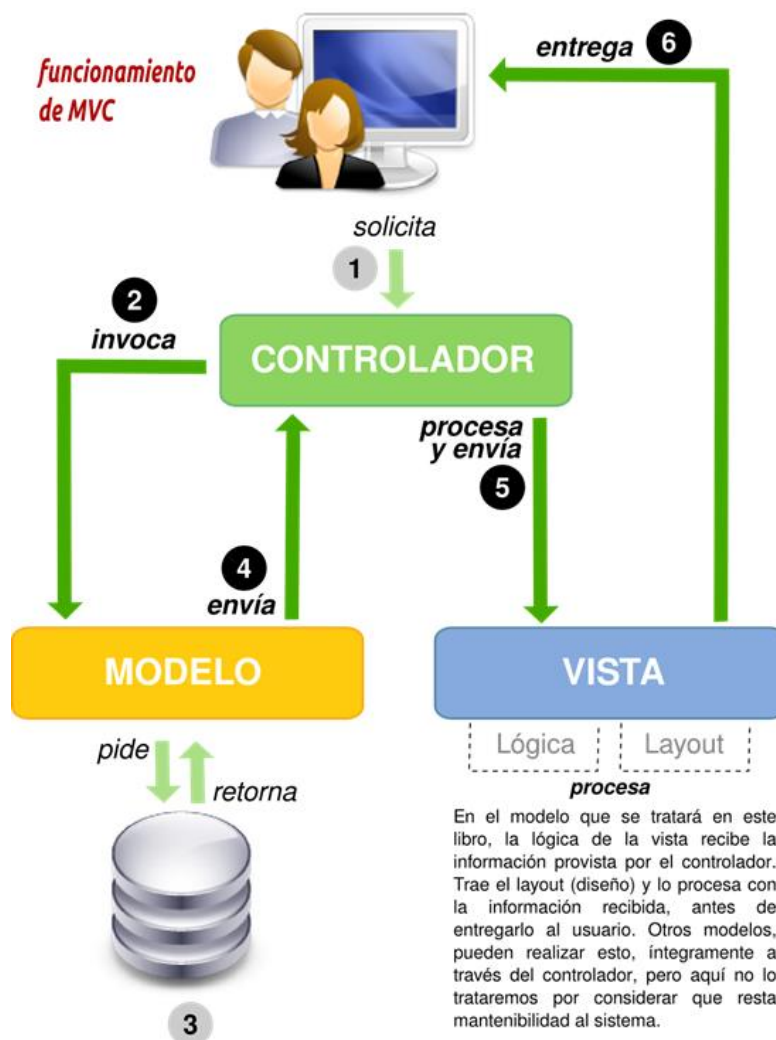 funcionamiento
de MVC
entrega 6
solicita
1
2
invoca
CONTROLADOR
procesa
y envía
5
4
envía
MODELO
VISTA
pide
retorna
Lógica
Layout
procesa
En el modelo que se tratará en este
libro, la lógica de la vista recibe la
información provista por el controlador.
Trae el layout (diseño) y lo procesa con
la información recibida, antes de
entregarlo al usuario. Otros modelos,
pueden realizar esto, íntegramente a
través del controlador, pero aquí no lo
trataremos por considerar que resta
mantenibilidad al sistema.
3